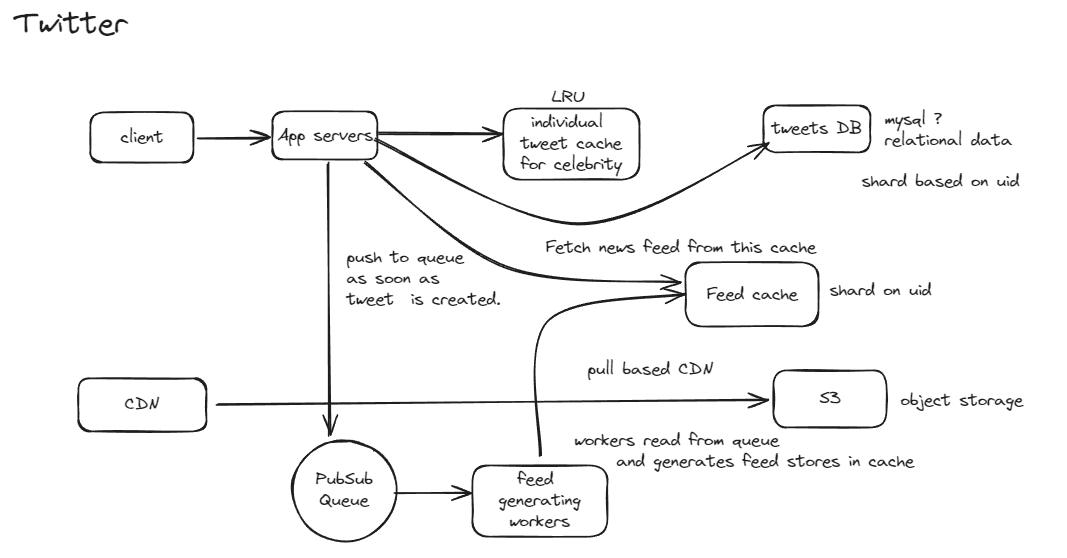 Twitter
LRU
client
App servers
individual
tweet cache
for celebrity
tweets DB
mysql ?
relational data
shard based on uid
Fetch news feed from this cache
push to queue
as soon as
tweet is created.
Feed cache
shard on uid
pull based CDN
CDN
S3
object storage
workers read from queue
and generates feed stores in cache
PubSub
Queue
feed
generating
workers